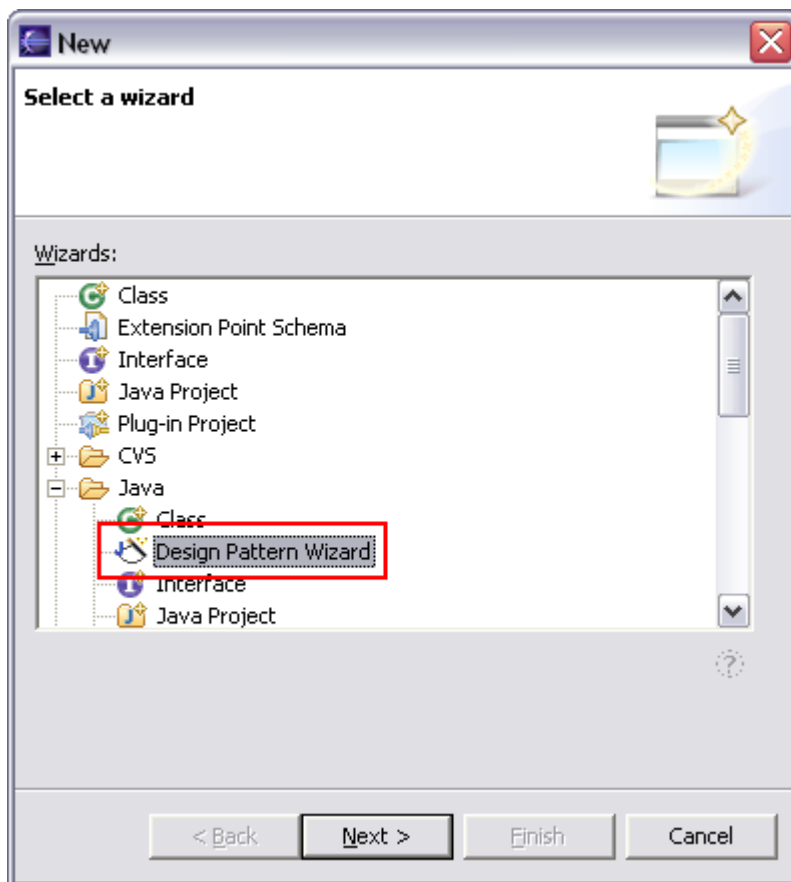 New
Select a wizard
Wizards:
Class
Extension Point Schema
Interface
Java Project
Plug-in Project
CVS
Java
Class
Design Pattern Wizard
Interface
Java Project
?
< Back Next > Finish Cancel